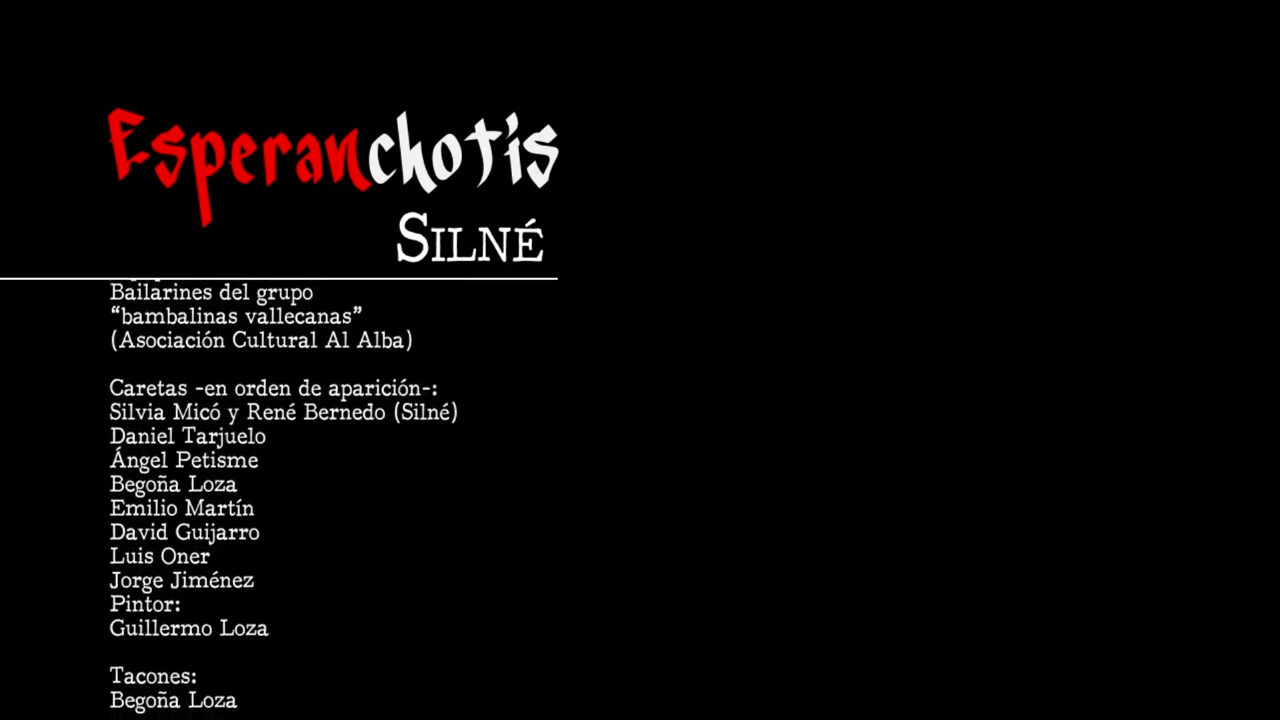 Esperanchotis
SILNÉ
Bailarines del grupo
“bambalinas vallecanas”
(Asociación Cultural Al Alba)
Caretas -en orden de aparición-:
Silvia Micó y René Bernedo (Silné)
Daniel Tarjuelo
Ángel Petisme
Begoña Loza
Emilio Martín
David Guijarro
Luis Oner
Jorge Jiménez
Pintor:
Guillermo Loza
Tacones:
Begoña Loza